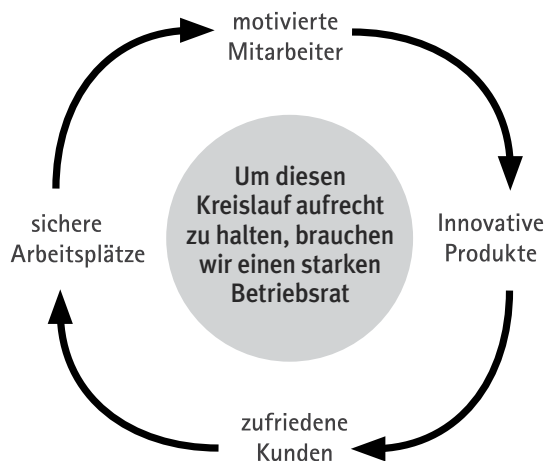 motivierte
Mitarbeiter
Um diesen
Kreislauf aufrecht
zu halten, brauchen
wir einen starken
Betriebsrat
sichere
Arbeitsplätze
Innovative
Produkte
zufriedene
Kunden